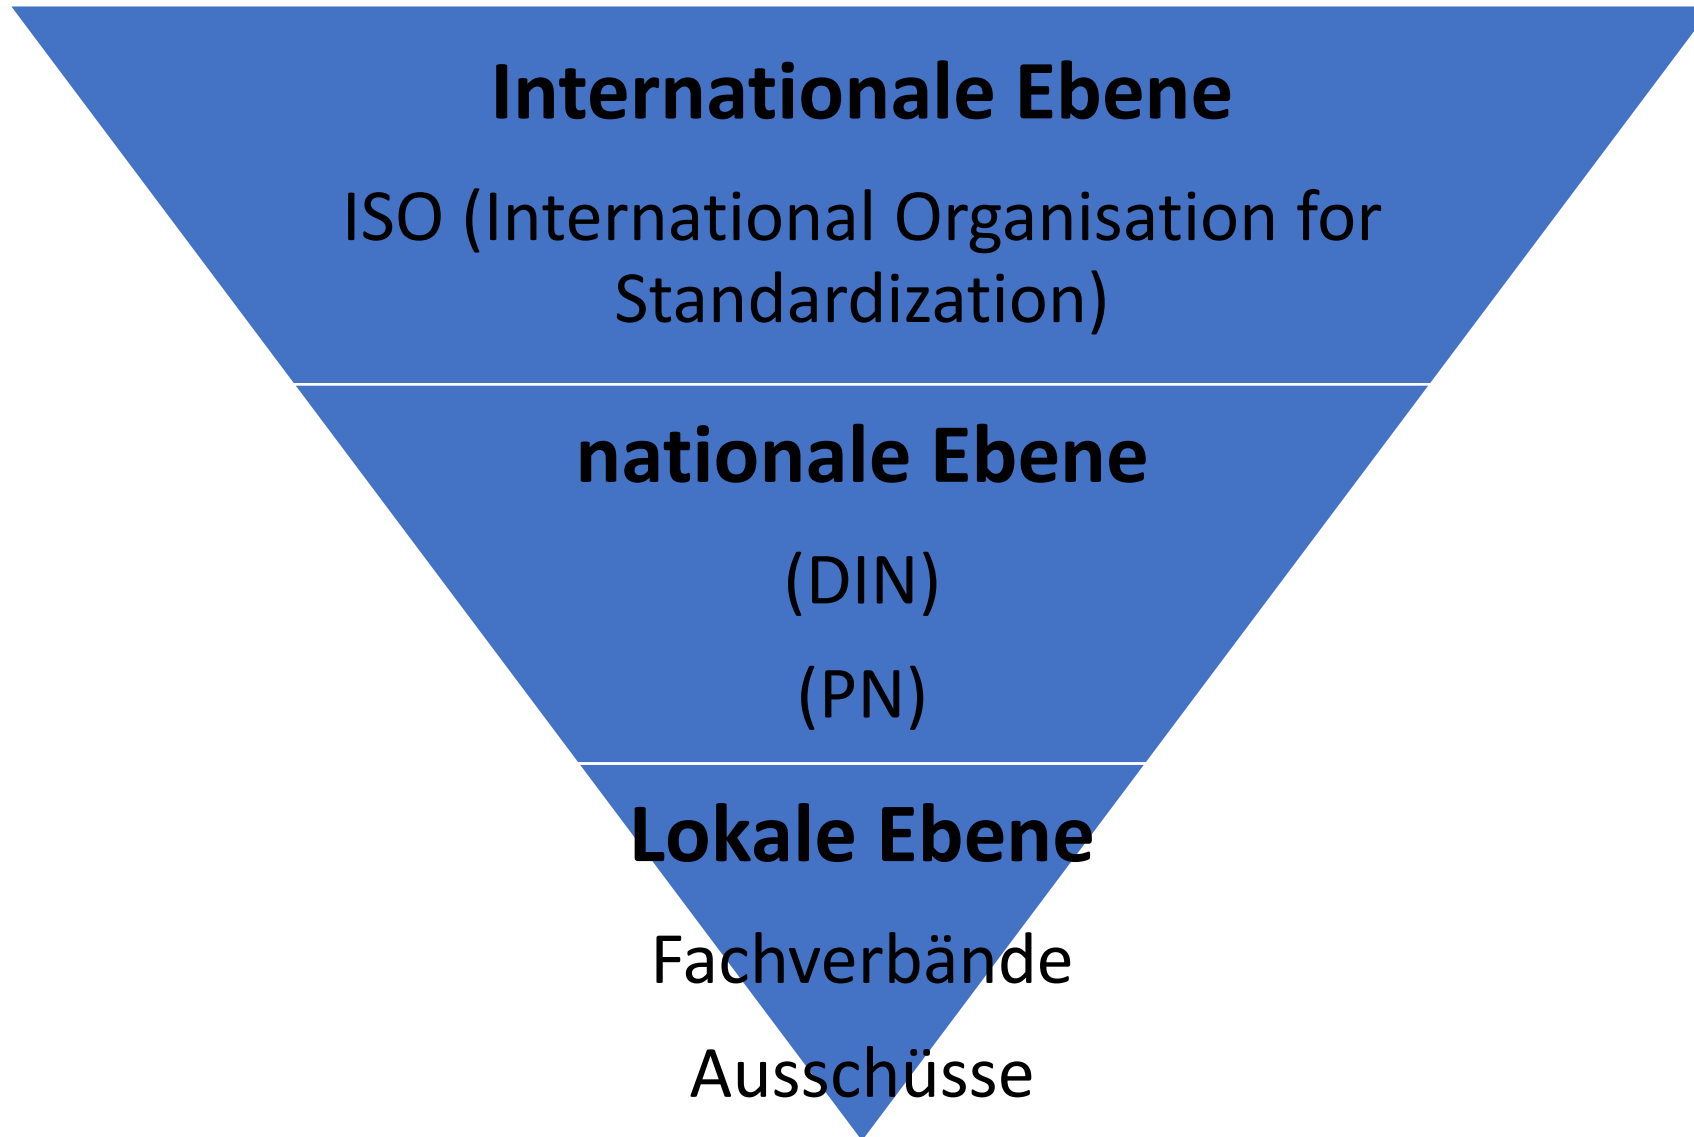 Internationale Ebene
ISO (International Organisation for
Standardization)
nationale Ebene
(DIN)
(PN)
Lokale Ebene
Fachverbände
Ausschüsse